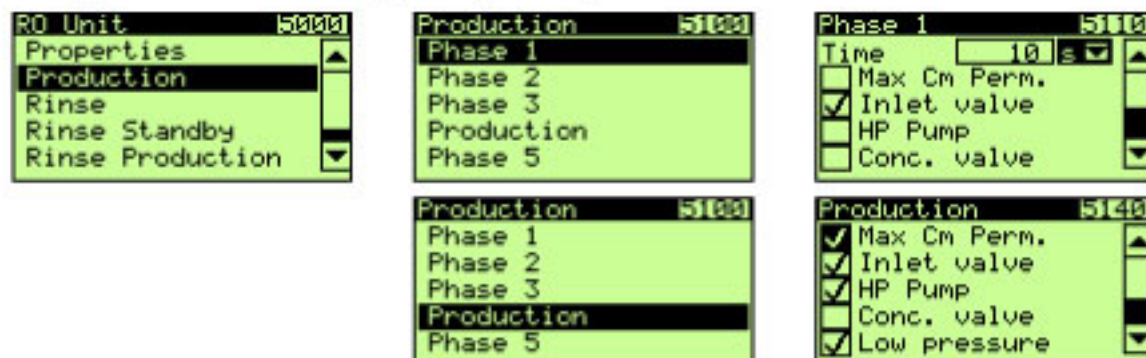 RO Unit 5000
Properties
Production
Rinse
Rinse Standby
Rinse Production
Production 5100
Phase 1
Phase 2
Phase 3
Production
Phase 5
Phase 1 5110
Time 10 s
Max Cm Perm.
Inlet valve
HP Pump
Conc. valve
Production 5100
Phase 1
Phase 2
Phase 3
Production
Phase 5
Production 5140
Max Cm Perm.
Inlet valve
HP Pump
Conc. valve
Low pressure